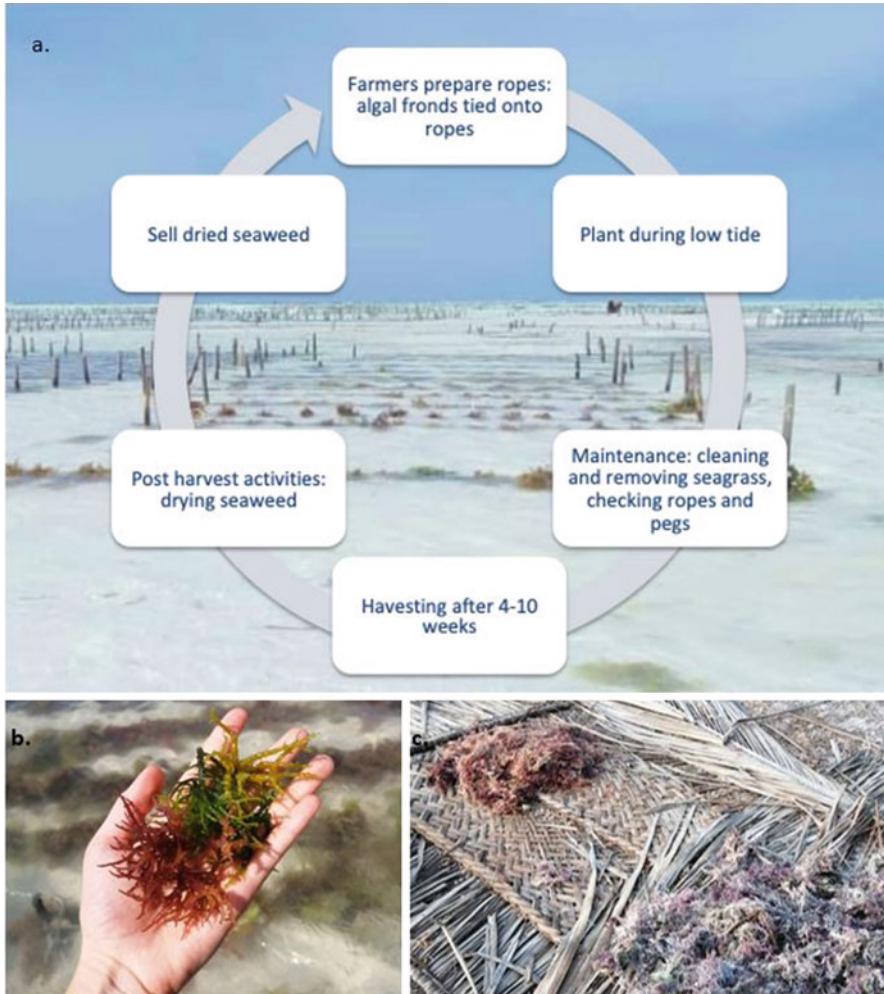 a.
Farmers prepare ropes:
algal fronds tied onto
ropes
Plant during low tide
Maintenance: cleaning
and removing seagrass,
checking ropes and
pegs
Havesting after 4-10
weeks
Post harvest activities:
drying seaweed
Sell dried seaweed
b.
c.